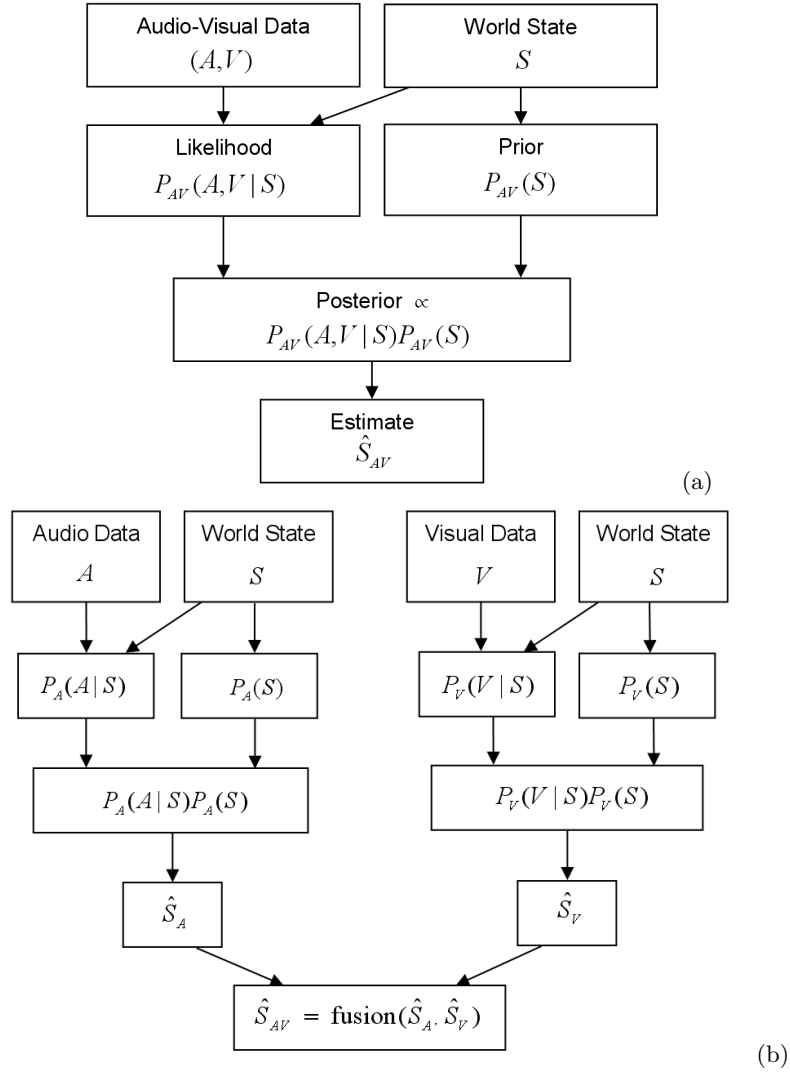 Audio-Visual Data World State
(A,V) S
Likelihood Prior
P_AV(A,V | S) P_AV(S)
Posterior ∝
P_AV(A,V | S)P_AV(S)
Estimate
Ŝ_AV
(a)
Audio Data World State Visual Data World State
A S V S
P_A(A | S) P_A(S) P_V(V | S) P_V(S)
P_A(A | S)P_A(S) P_V(V | S)P_V(S)
Ŝ_A Ŝ_V
Ŝ_AV = fusion(Ŝ_A, Ŝ_V)
(b)